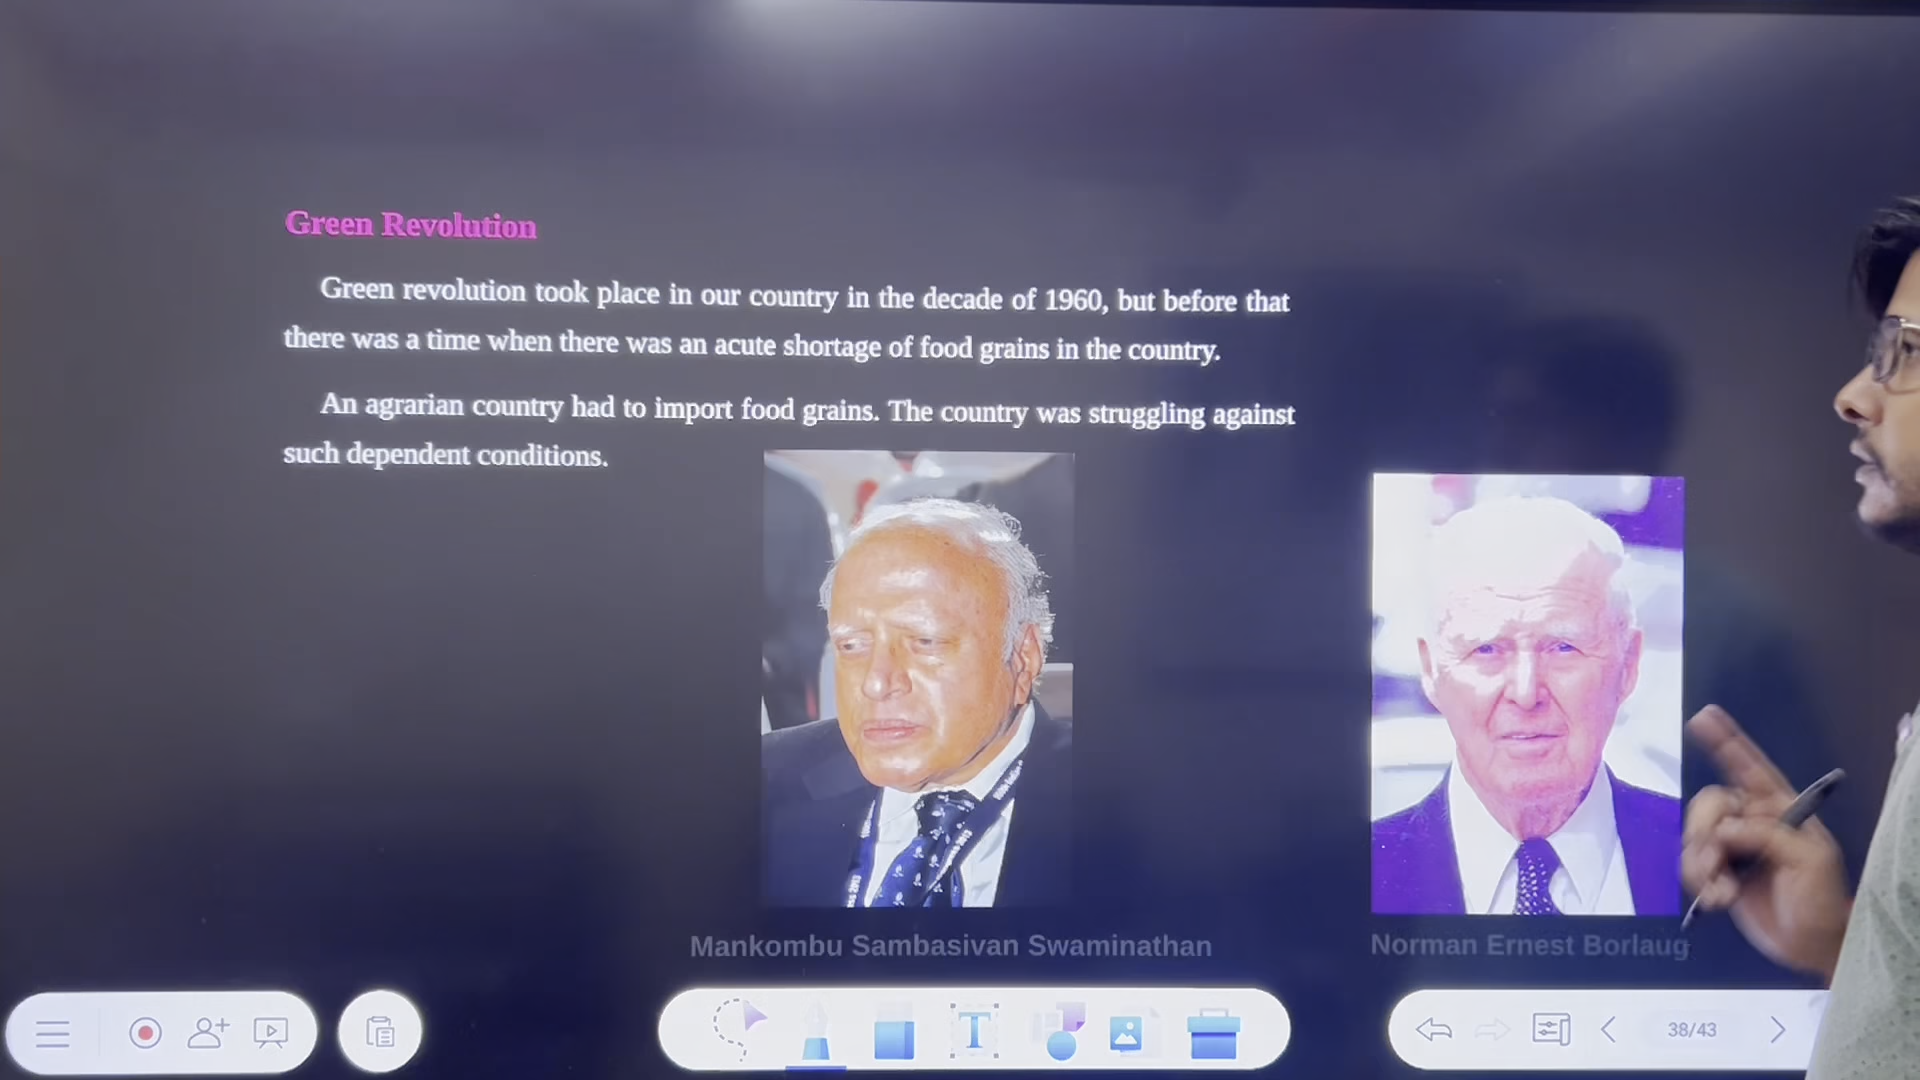 Green Revolution
Green revolution took place in our country in the decade of 1960, but before that
there was a time when there was an acute shortage of food grains in the country.
An agrarian country had to import food grains. The country was struggling against
such dependent conditions.
Mankombu Sambasivan Swaminathan
Norman Ernest Borlaug
T
38/43